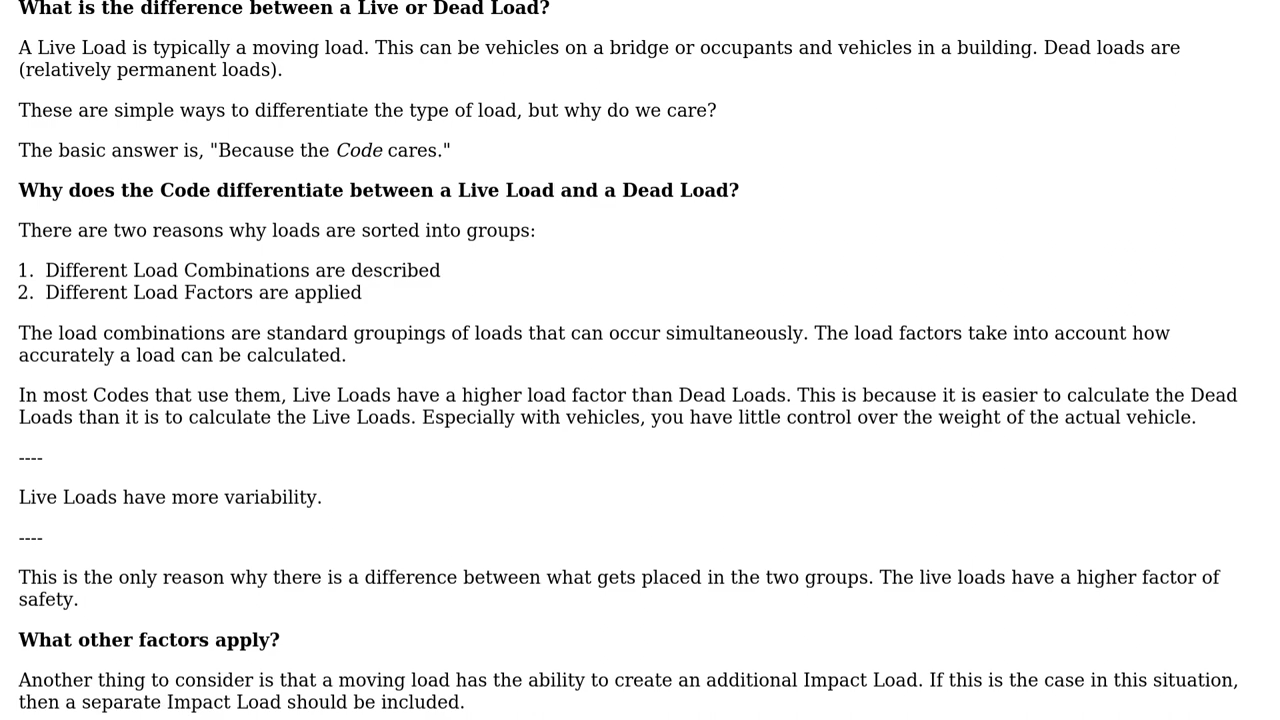 What is the difference between a Live or Dead Load?
A Live Load is typically a moving load. This can be vehicles on a bridge or occupants and vehicles in a building. Dead loads are
(relatively permanent loads).
These are simple ways to differentiate the type of load, but why do we care?
The basic answer is, "Because the Code cares."
Why does the Code differentiate between a Live Load and a Dead Load?
There are two reasons why loads are sorted into groups:
1. Different Load Combinations are described
2. Different Load Factors are applied
The load combinations are standard groupings of loads that can occur simultaneously. The load factors take into account how
accurately a load can be calculated.
In most Codes that use them, Live Loads have a higher load factor than Dead Loads. This is because it is easier to calculate the Dead
Loads than it is to calculate the Live Loads. Especially with vehicles, you have little control over the weight of the actual vehicle.
----
Live Loads have more variability.
----
This is the only reason why there is a difference between what gets placed in the two groups. The live loads have a higher factor of
safety.
What other factors apply?
Another thing to consider is that a moving load has the ability to create an additional Impact Load. If this is the case in this situation,
then a separate Impact Load should be included.